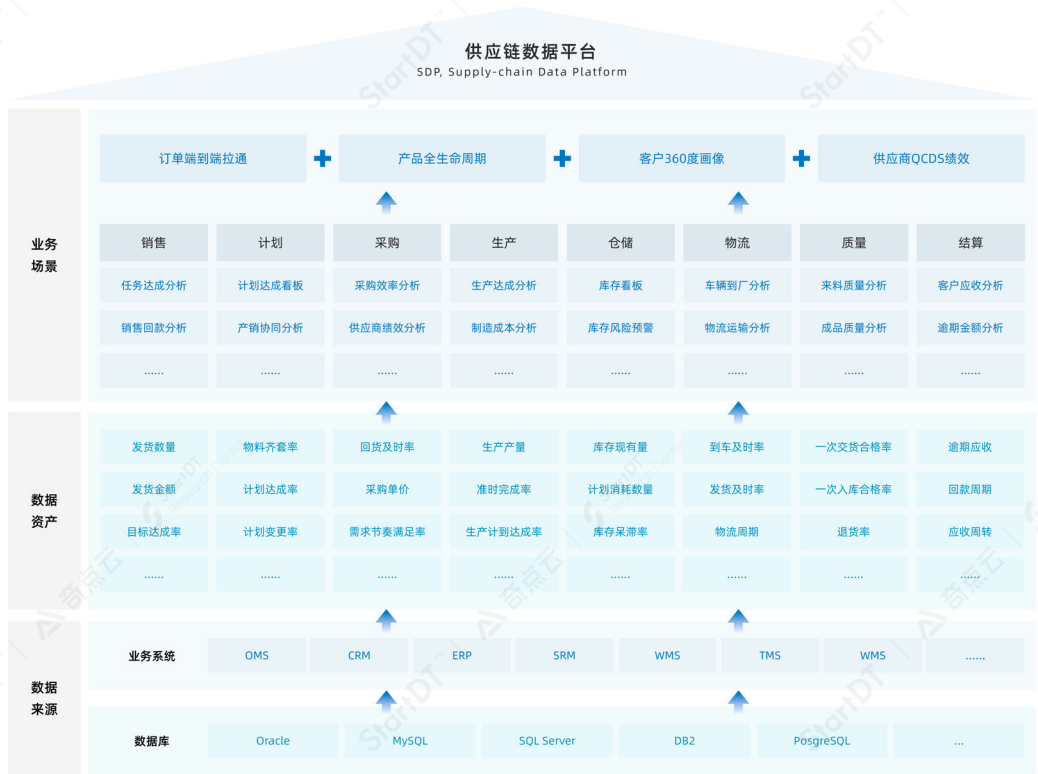 供应链数据平台
SDP, Supply-chain Data Platform
业务
场景
订单端到端拉通
产品全生命周期
客户360度画像
供应商QCDS绩效
销售 计划 采购 生产 仓储 物流 质量 结算
任务达成分析 计划达成看板 采购效率分析 生产达成分析 库存看板 车辆到厂分析 来料质量分析 客户应收分析
销售回款分析 产销协同分析 供应商绩效分析 制造成本分析 库存风险预警 物流运输分析 成品质量分析 逾期金额分析
...... ...... ...... ...... ...... ...... ...... ......
数据
资产
发货数量 物料齐套率 回货及时率 生产产量 库存现有量 到车及时率 一次交货合格率 逾期应收
发货金额 计划达成率 采购单价 准时完成率 计划消耗数量 发货及时率 一次入库合格率 回款周期
目标达成率 计划变更率 需求节奏满足率 生产计到达成率 库存呆滞率 物流周期 退货率 应收周转
...... ...... ...... ...... ...... ...... ...... ......
数据
来源
业务系统 OMS CRM ERP SRM WMS TMS WMS ......
数据库 Oracle MySQL SQL Server DB2 PosgreSQL ...
StartDT
StartDT
StartDT
StartDT
奇点云
奇点云
奇点云